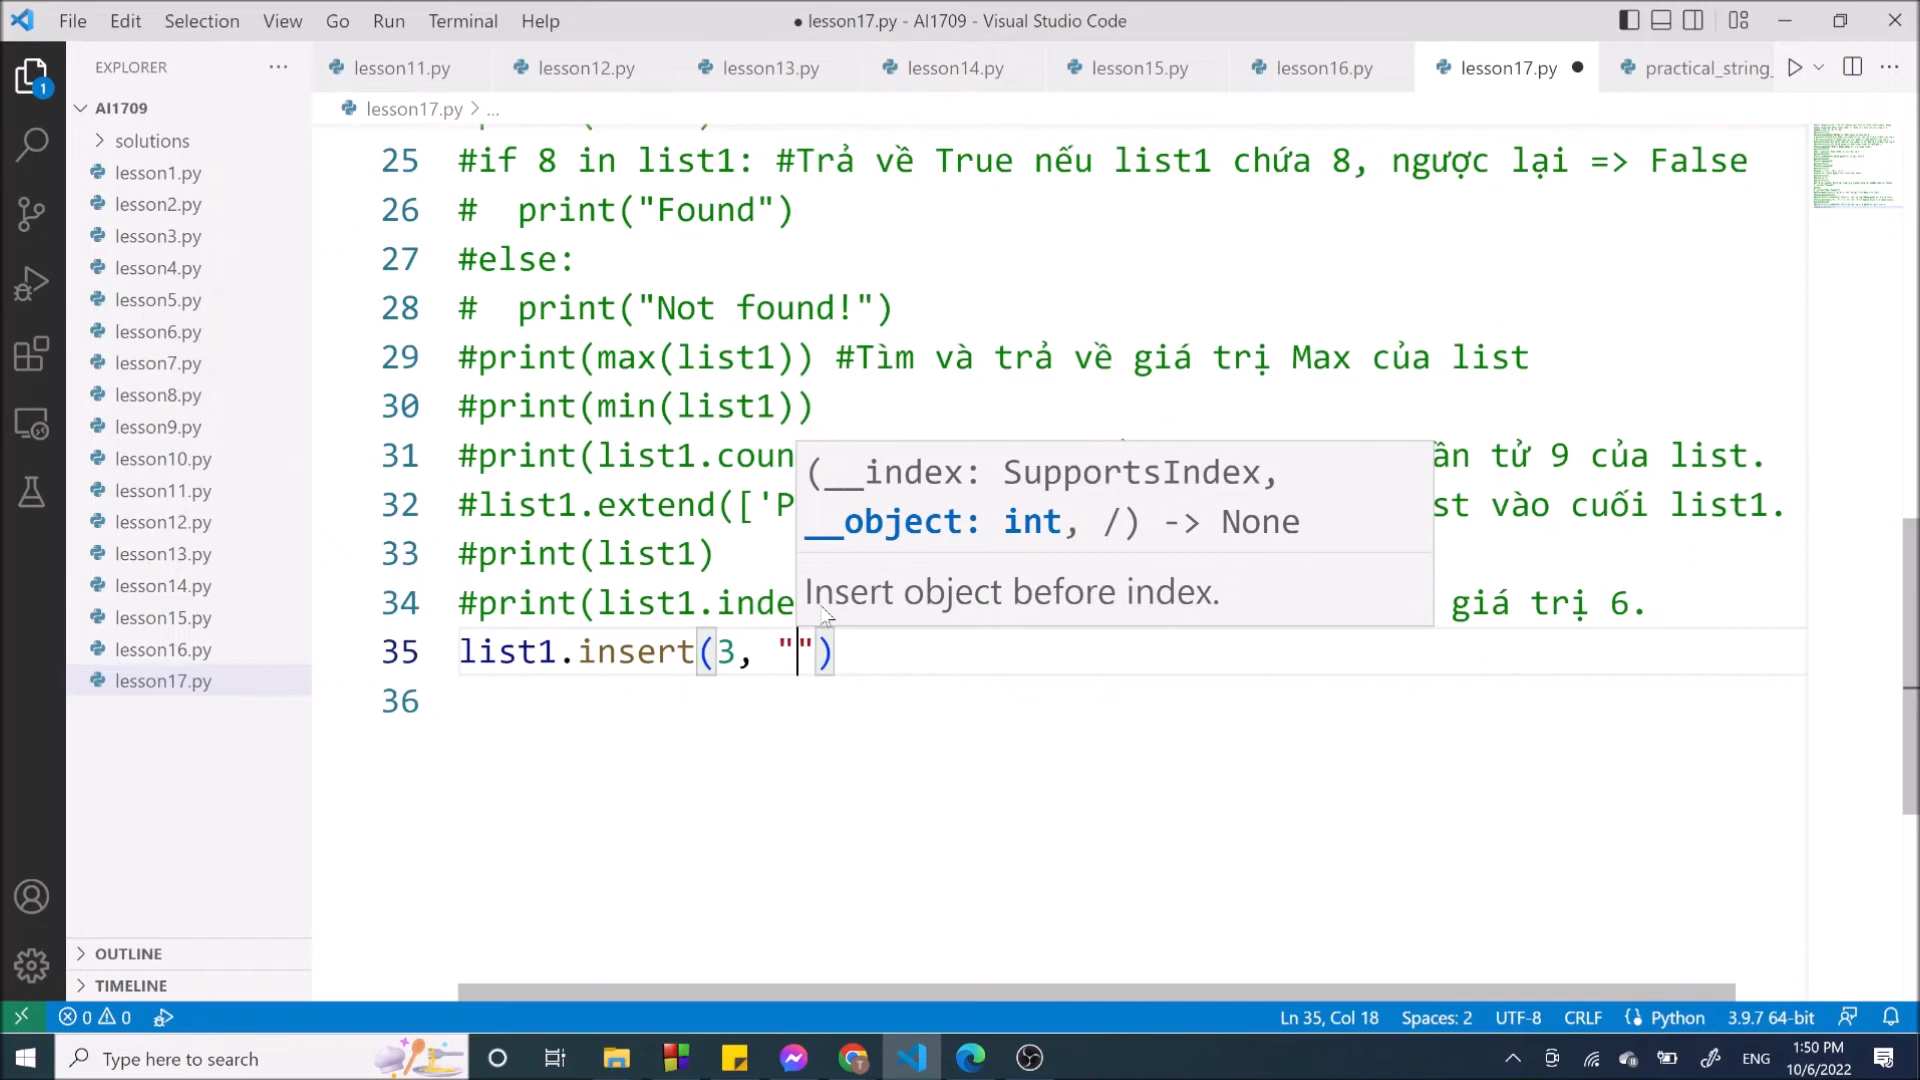 File Edit Selection View Go Run Terminal Help
● lesson17.py - AI1709 - Visual Studio Code
EXPLORER ...
lesson11.py lesson12.py lesson13.py lesson14.py lesson15.py lesson16.py lesson17.py ● practical_string_
AI1709
lesson17.py > ...
solutions
lesson1.py
lesson2.py
lesson3.py
lesson4.py
lesson5.py
lesson6.py
lesson7.py
lesson8.py
lesson9.py
lesson10.py
lesson11.py
lesson12.py
lesson13.py
lesson14.py
lesson15.py
lesson16.py
lesson17.py
OUTLINE
TIMELINE
1
25 #if 8 in list1: #Trả về True nếu list1 chứa 8, ngược lại => False
26 #  print("Found")
27 #else:
28 #  print("Not found!")
29 #print(max(list1)) #Tìm và trả về giá trị Max của list
30 #print(min(list1))
31 #print(list1.coun ần tử 9 của list.
32 #list1.extend(['P st vào cuối list1.
33 #print(list1)
34 #print(list1.inde giá trị 6.
35 list1.insert(3, "")
36
(__index: SupportsIndex,
__object: int, /) -> None
Insert object before index.
0 0 Ln 35, Col 18 Spaces: 2 UTF-8 CRLF Python 3.9.7 64-bit
Type here to search ENG 1:50 PM
10/6/2022